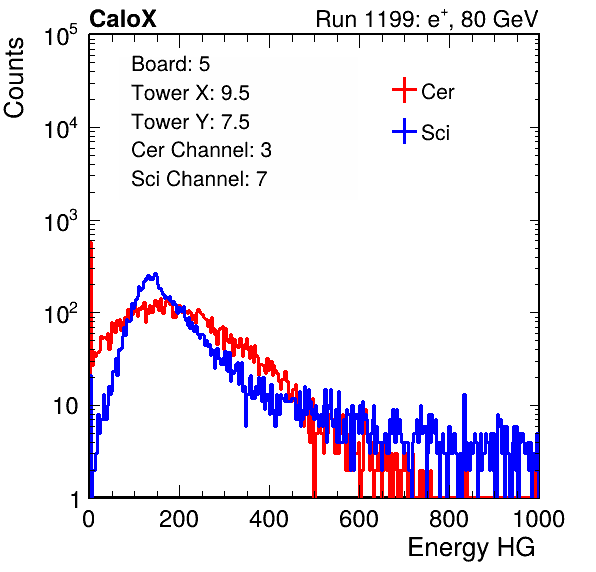 CaloX Run 1199: e⁺, 80 GeV
Counts
Board: 5
Tower X: 9.5
Tower Y: 7.5
Cer Channel: 3
Sci Channel: 7
Cer
Sci
10⁵
10⁴
10³
10²
10
1
0 200 400 600 800 1000
Energy HG